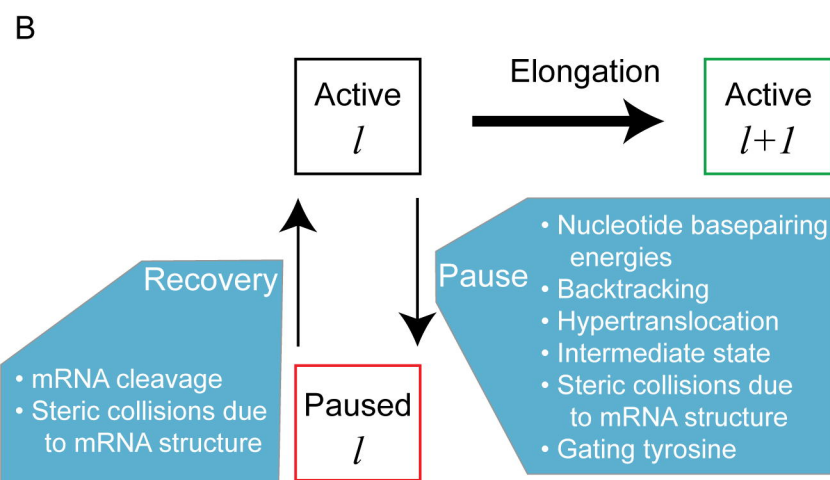 B
Active
l
Elongation
Active
l+1
Recovery
• mRNA cleavage
• Steric collisions due
to mRNA structure
Pause
• Nucleotide basepairing
energies
• Backtracking
• Hypertranslocation
• Intermediate state
• Steric collisions due
to mRNA structure
• Gating tyrosine
Paused
l